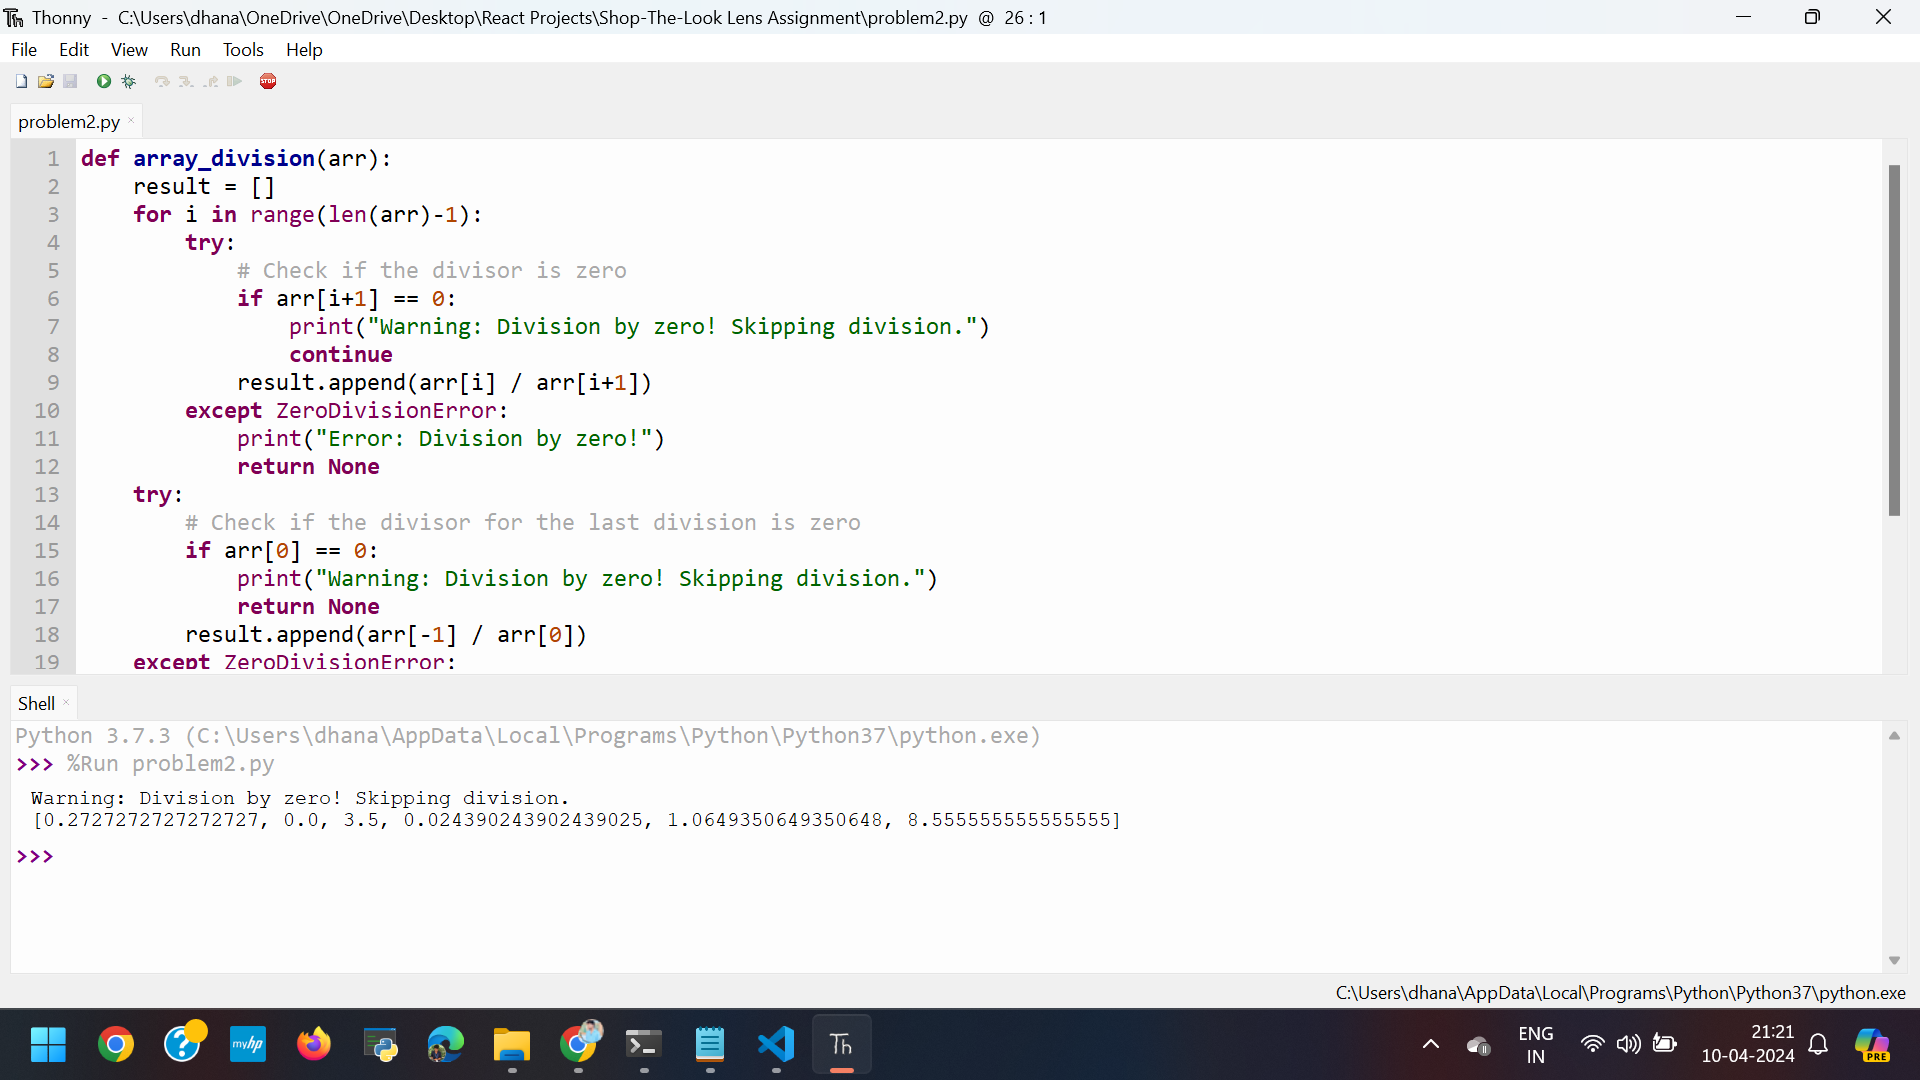 Th Thonny - C:\Users\dhana\OneDrive\OneDrive\Desktop\React Projects\Shop-The-Look Lens Assignment\problem2.py @ 26 : 1
File Edit View Run Tools Help
STOP
problem2.py ×
1 def array_division(arr):
2     result = []
3     for i in range(len(arr)-1):
4         try:
5             # Check if the divisor is zero
6             if arr[i+1] == 0:
7                 print("Warning: Division by zero! Skipping division.")
8                 continue
9             result.append(arr[i] / arr[i+1])
10         except ZeroDivisionError:
11             print("Error: Division by zero!")
12             return None
13     try:
14         # Check if the divisor for the last division is zero
15         if arr[0] == 0:
16             print("Warning: Division by zero! Skipping division.")
17             return None
18         result.append(arr[-1] / arr[0])
19     except ZeroDivisionError:
Shell ×
Python 3.7.3 (C:\Users\dhana\AppData\Local\Programs\Python\Python37\python.exe)
>>> %Run problem2.py
Warning: Division by zero! Skipping division.
[0.2727272727272727, 0.0, 3.5, 0.024390243902439025, 1.0649350649350648, 8.555555555555555]
>>>
C:\Users\dhana\AppData\Local\Programs\Python\Python37\python.exe
myhp
Th
ENG
IN
21:21
10-04-2024
PRE